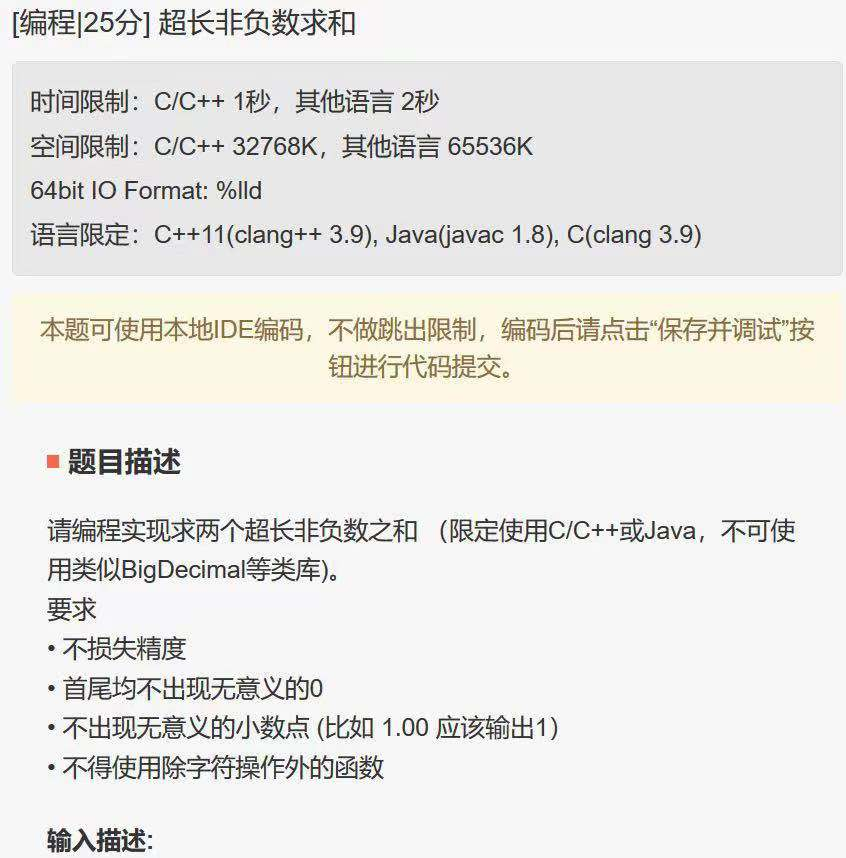 [编程|25分] 超长非负数求和
时间限制：C/C++ 1秒，其他语言 2秒
空间限制：C/C++ 32768K，其他语言 65536K
64bit IO Format: %lld
语言限定：C++11(clang++ 3.9), Java(javac 1.8), C(clang 3.9)
本题可使用本地IDE编码，不做跳出限制，编码后请点击“保存并调试”按
钮进行代码提交。
题目描述
请编程实现求两个超长非负数之和 （限定使用C/C++或Java，不可使
用类似BigDecimal等类库)。
要求
• 不损失精度
• 首尾均不出现无意义的0
• 不出现无意义的小数点 (比如 1.00 应该输出1）
• 不得使用除字符操作外的函数
输入描述: